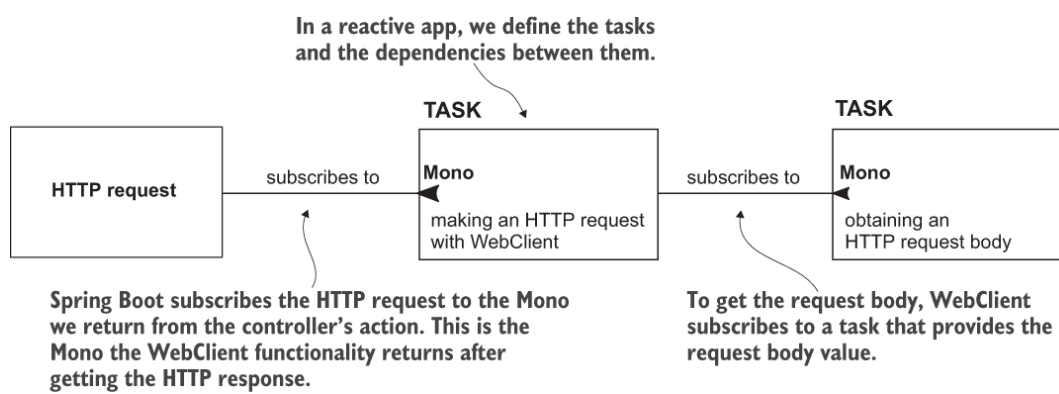 In a reactive app, we define the tasks
and the dependencies between them.
TASK
TASK
HTTP request
subscribes to
Mono
making an HTTP request
with WebClient
subscribes to
Mono
obtaining an
HTTP request body
Spring Boot subscribes the HTTP request to the Mono
we return from the controller's action. This is the
Mono the WebClient functionality returns after
getting the HTTP response.
To get the request body, WebClient
subscribes to a task that provides the
request body value.